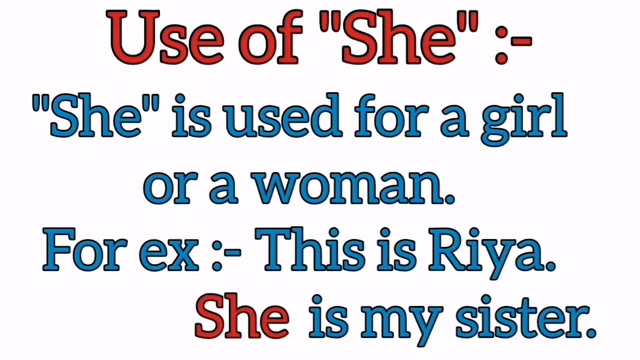 Use of "She" :-
"She" is used for a girl
or a woman.
For ex :- This is Riya.
She is my sister.